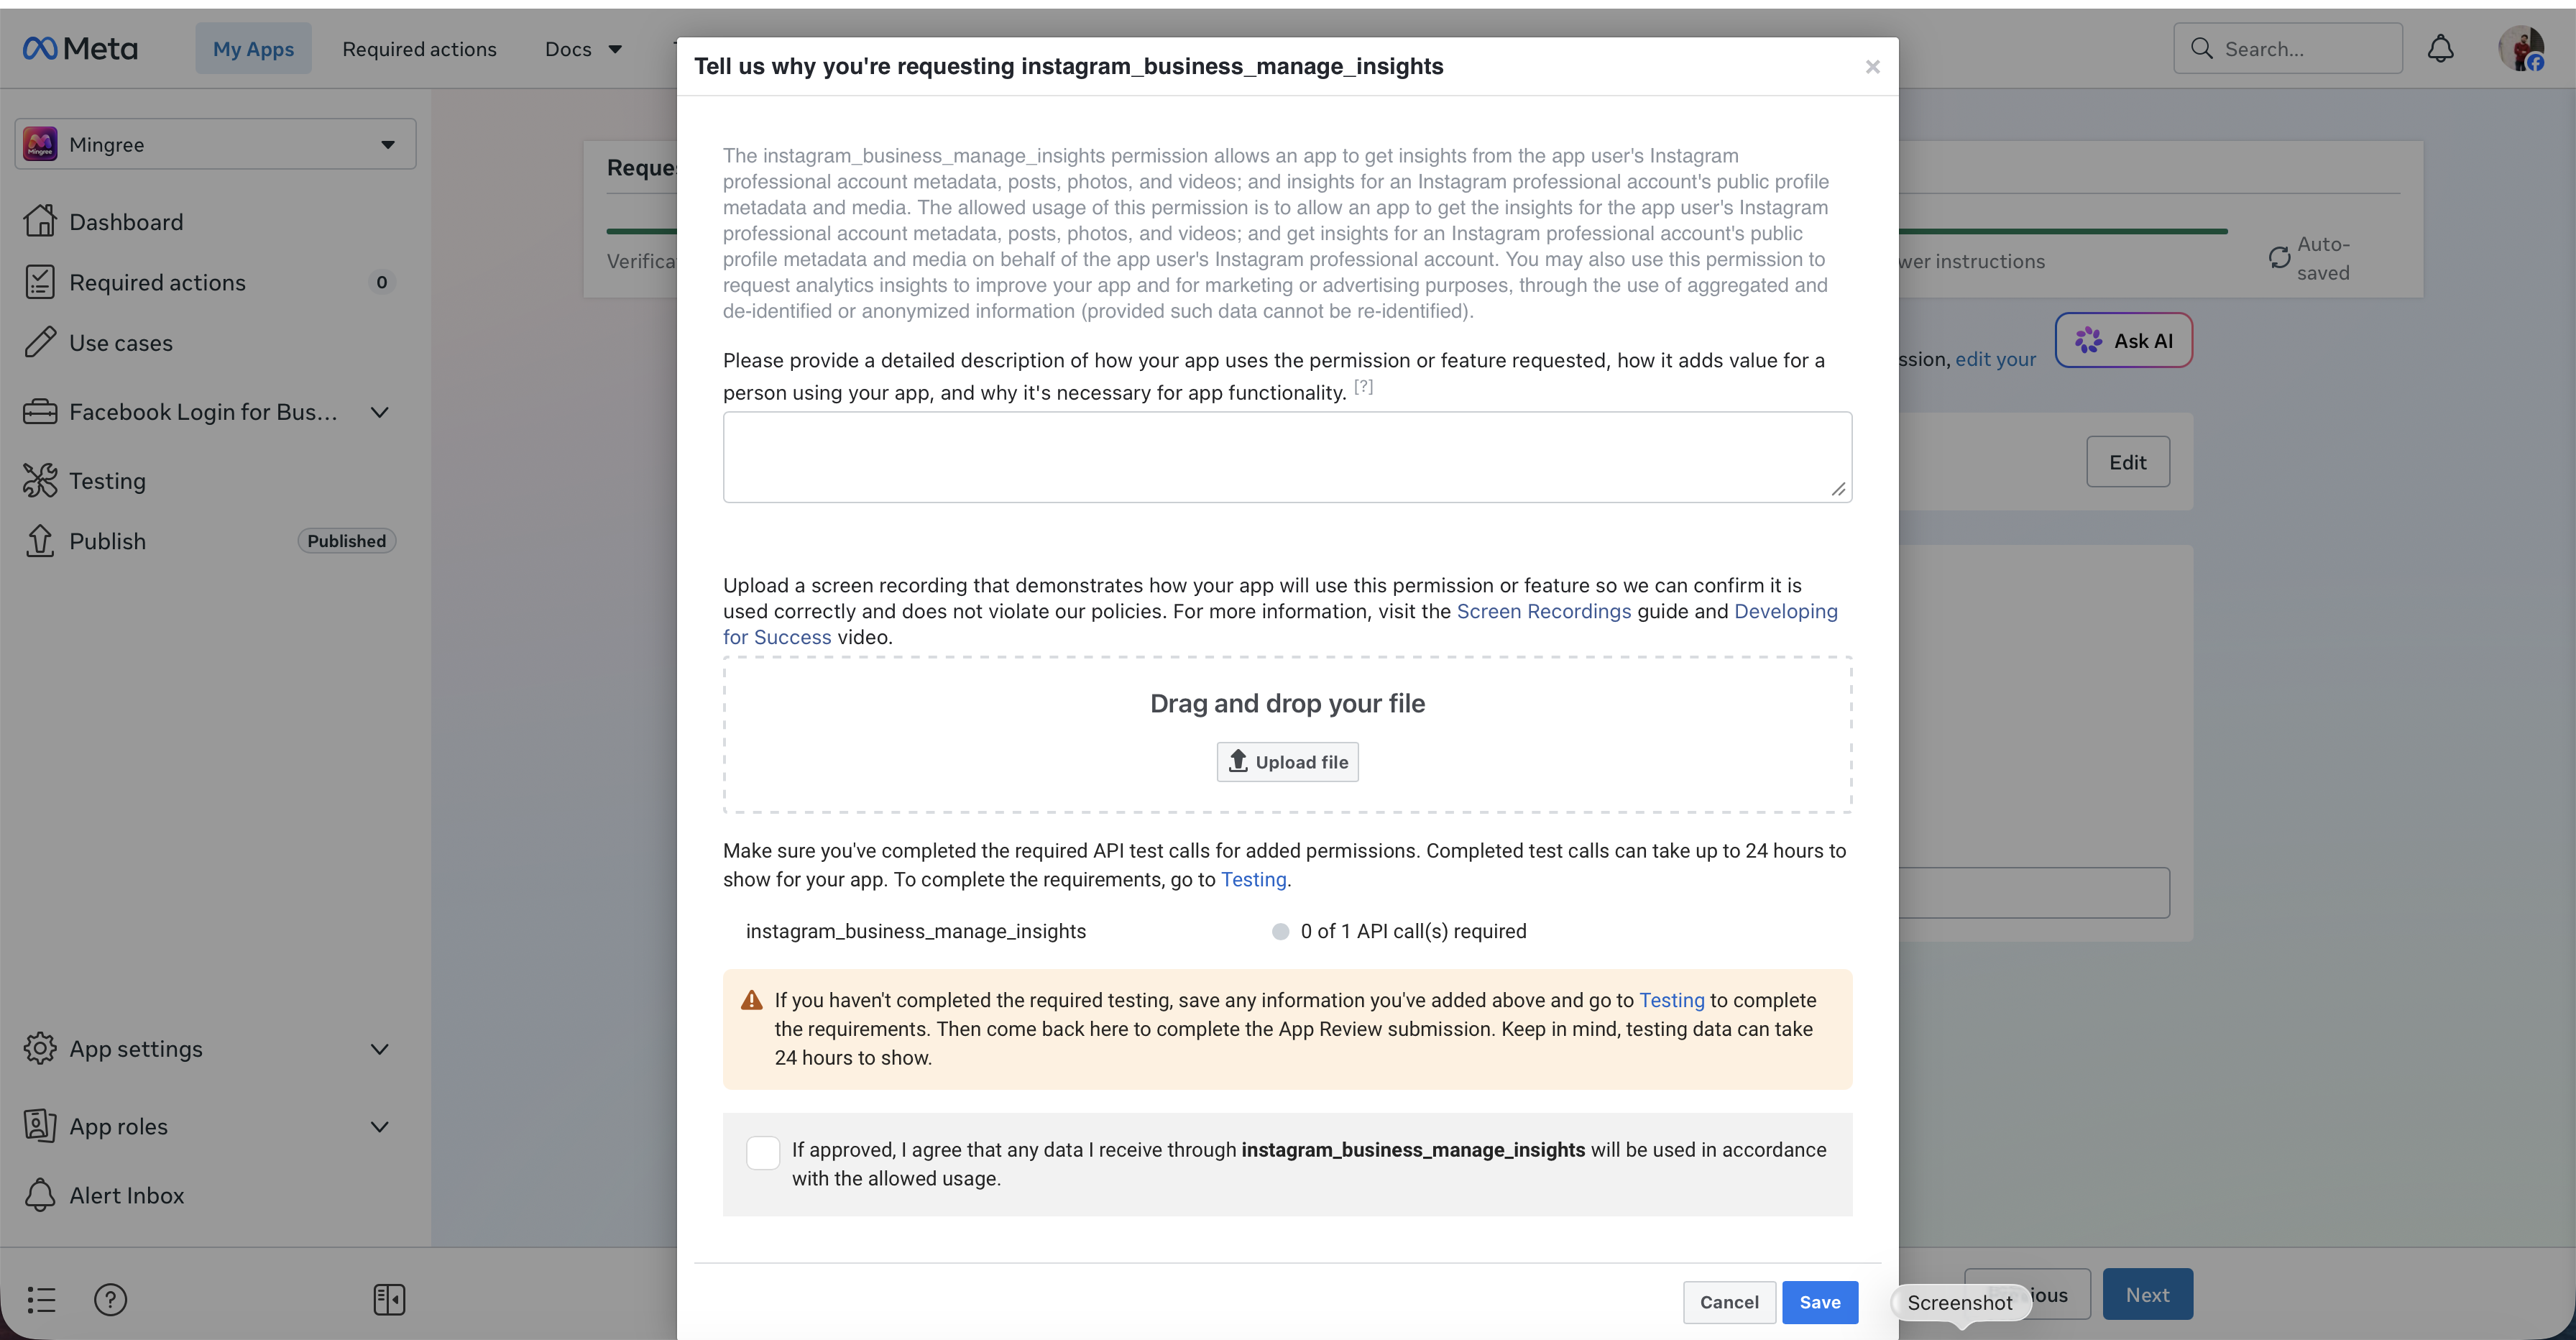 Meta
My Apps
Required actions
Docs
Search...
Mingree
Mingree
Dashboard
Required actions
0
Use cases
Facebook Login for Bus...
Testing
Publish
Published
App settings
App roles
Alert Inbox
Tell us why you're requesting instagram_business_manage_insights
The instagram_business_manage_insights permission allows an app to get insights from the app user's Instagram
professional account metadata, posts, photos, and videos; and insights for an Instagram professional account's public profile
metadata and media. The allowed usage of this permission is to allow an app to get the insights for the app user's Instagram
professional account metadata, posts, photos, and videos; and get insights for an Instagram professional account's public
profile metadata and media on behalf of the app user's Instagram professional account. You may also use this permission to
request analytics insights to improve your app and for marketing or advertising purposes, through the use of aggregated and
de-identified or anonymized information (provided such data cannot be re-identified).
Please provide a detailed description of how your app uses the permission or feature requested, how it adds value for a
person using your app, and why it's necessary for app functionality. [?]
Upload a screen recording that demonstrates how your app will use this permission or feature so we can confirm it is
used correctly and does not violate our policies. For more information, visit the Screen Recordings guide and Developing
for Success video.
Drag and drop your file
Upload file
Make sure you've completed the required API test calls for added permissions. Completed test calls can take up to 24 hours to
show for your app. To complete the requirements, go to Testing.
instagram_business_manage_insights
0 of 1 API call(s) required
If you haven't completed the required testing, save any information you've added above and go to Testing to complete
the requirements. Then come back here to complete the App Review submission. Keep in mind, testing data can take
24 hours to show.
If approved, I agree that any data I receive through instagram_business_manage_insights will be used in accordance
with the allowed usage.
Cancel
Save
Reque
Verifica
wer instructions
Auto-
saved
ssion, edit your
Ask AI
Edit
Screenshot
ious
Next